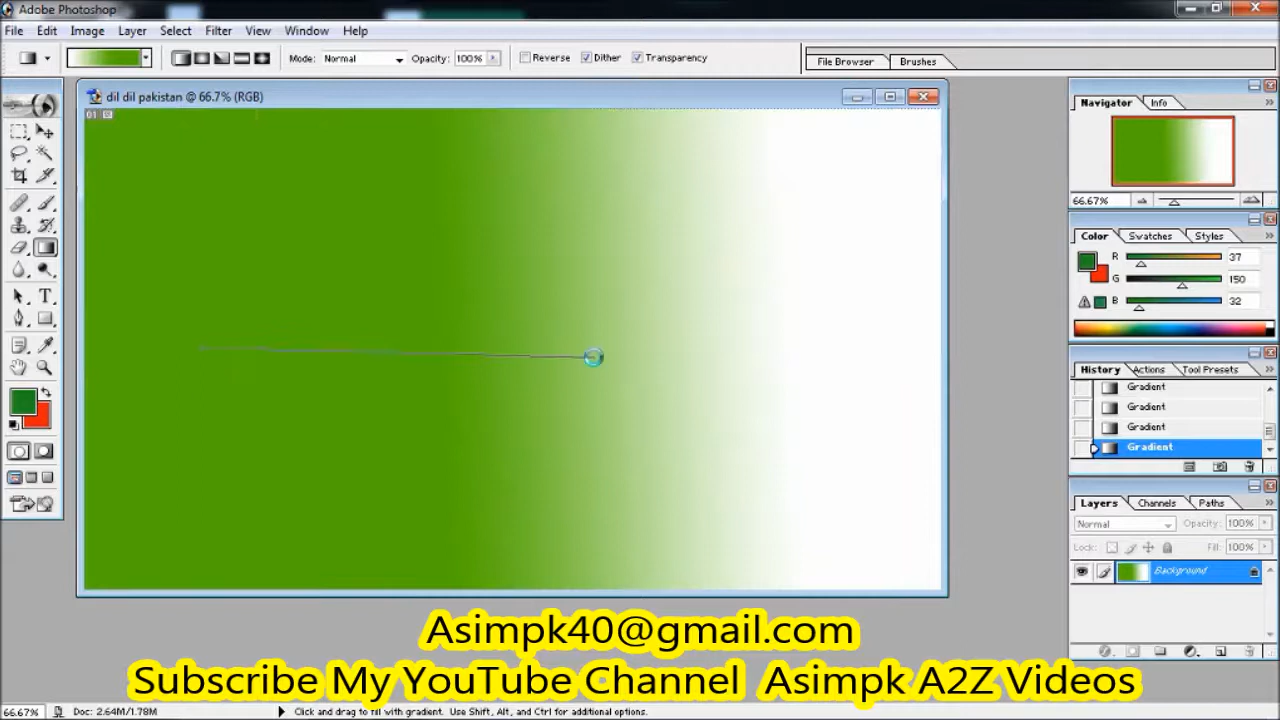 Adobe Photoshop
File Edit Image Layer Select Filter View Window Help
Mode: Normal Opacity: 100% Reverse Dither Transparency
File Browser Brushes
dil dil pakistan @ 66.7% (RGB)
01
Navigator Info
66.67%
Color Swatches Styles
R 37
G 150
B 32
History Actions Tool Presets
Gradient
Gradient
Gradient
Gradient
Layers Channels Paths
Normal Opacity: 100%
Lock: Fill: 100%
Background
Asimpk40@gmail.com
Subscribe My YouTube Channel Asimpk A2Z Videos
66.67% Doc: 2.64M/1.78M Click and drag to fill with gradient. Use Shift, Alt, and Ctrl for additional options.